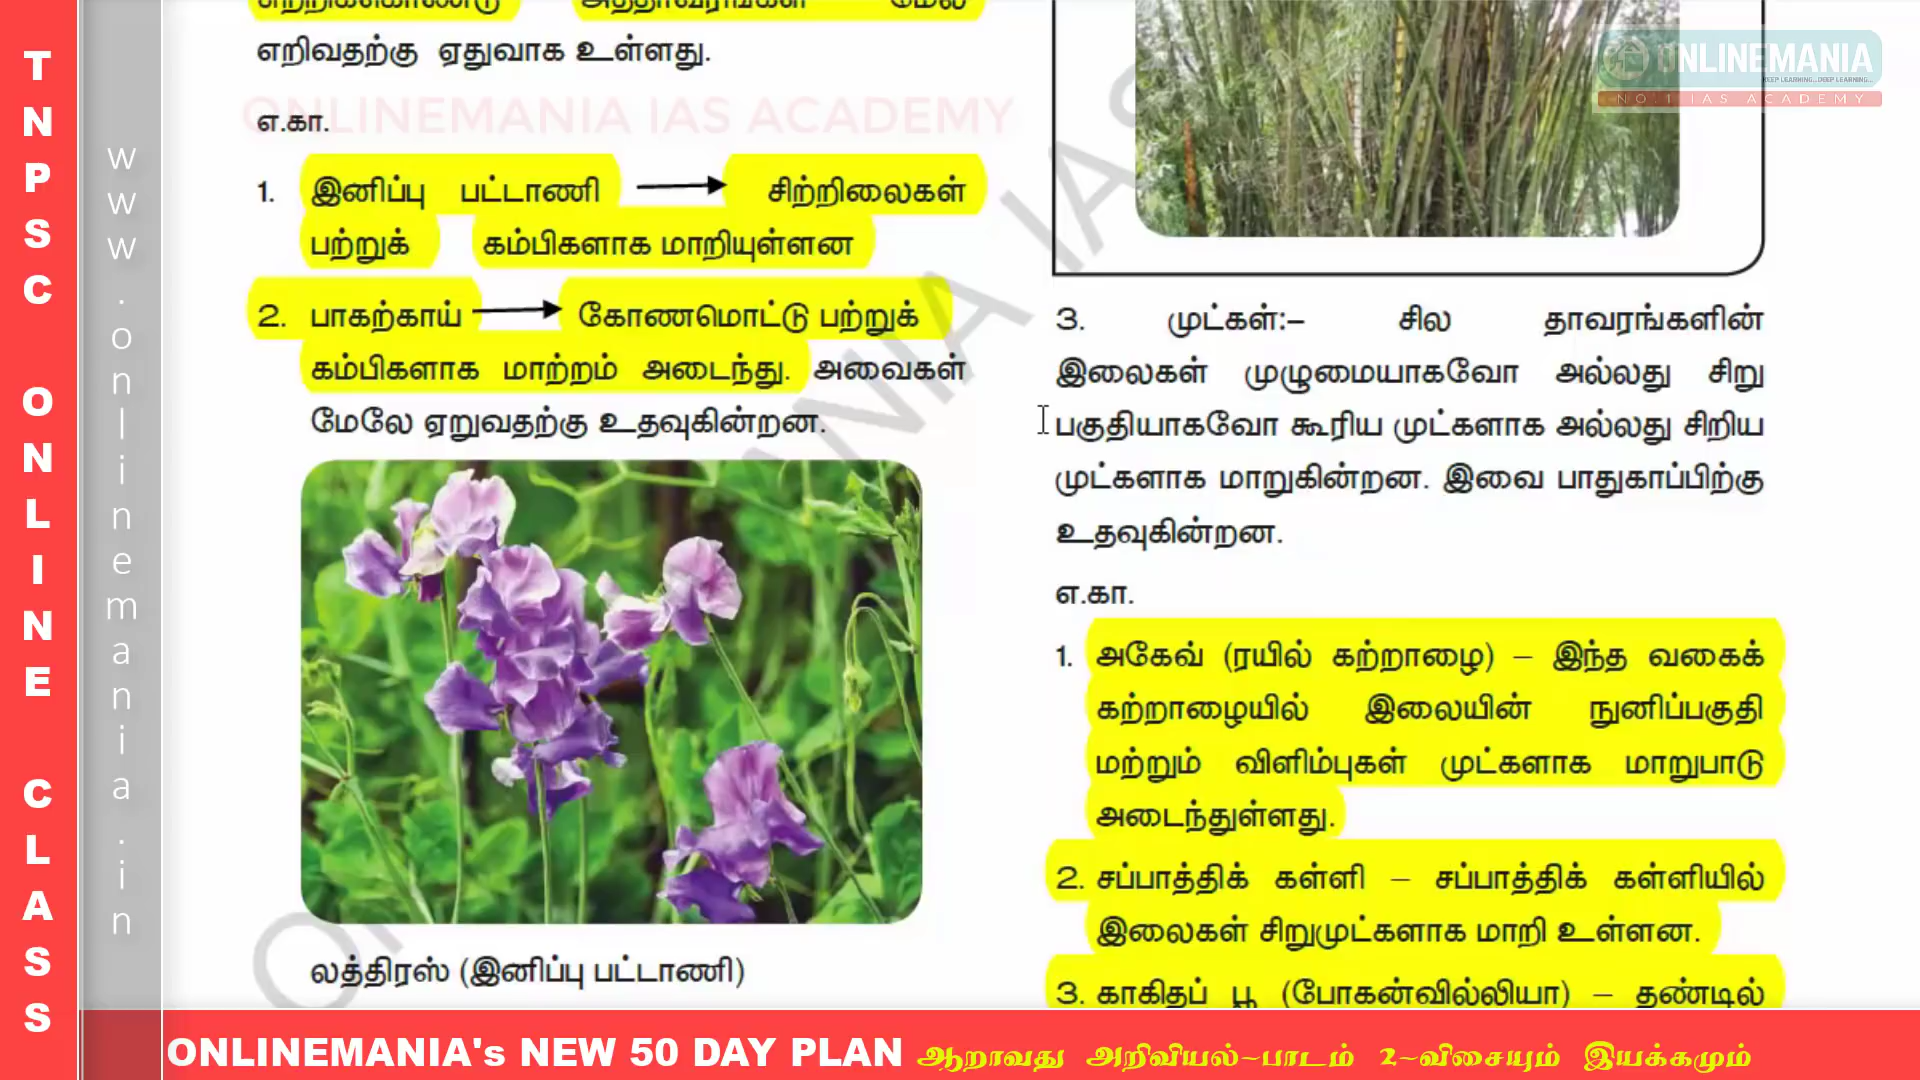 TNPSC ONLINE CLASS
www.onlinemania.in
எறிவதற்கு ஏதுவாக உள்ளது.
ONLINEMANIA IAS ACADEMY
எ.கா.
1. இனிப்பு பட்டாணி → சிற்றிலைகள்
பற்றுக் கம்பிகளாக மாறியுள்ளன
2. பாகற்காய் → கோணமொட்டு பற்றுக்
கம்பிகளாக மாற்றம் அடைந்து. அவைகள்
மேலே ஏறுவதற்கு உதவுகின்றன.
லத்திரஸ் (இனிப்பு பட்டாணி)
ONLINEMANIA
KEEP LEARNING...DEEP LEARNING...
NO.1 IAS ACADEMY
3. முட்கள்:– சில தாவரங்களின்
இலைகள் முழுமையாகவோ அல்லது சிறு
பகுதியாகவோ கூரிய முட்களாக அல்லது சிறிய
முட்களாக மாறுகின்றன. இவை பாதுகாப்பிற்கு
உதவுகின்றன.
எ.கா.
1. அகேவ் (ரயில் கற்றாழை) – இந்த வகைக்
கற்றாழையில் இலையின் நுனிப்பகுதி
மற்றும் விளிம்புகள் முட்களாக மாறுபாடு
அடைந்துள்ளது.
2. சப்பாத்திக் கள்ளி – சப்பாத்திக் கள்ளியில்
இலைகள் சிறுமுட்களாக மாறி உள்ளன.
3. காகிதப் பூ (போகன்வில்லியா) – தண்டில்
ONLINEMANIA's NEW 50 DAY PLAN ஆறாவது அறிவியல்–பாடம் 2–விசையும் இயக்கமும்